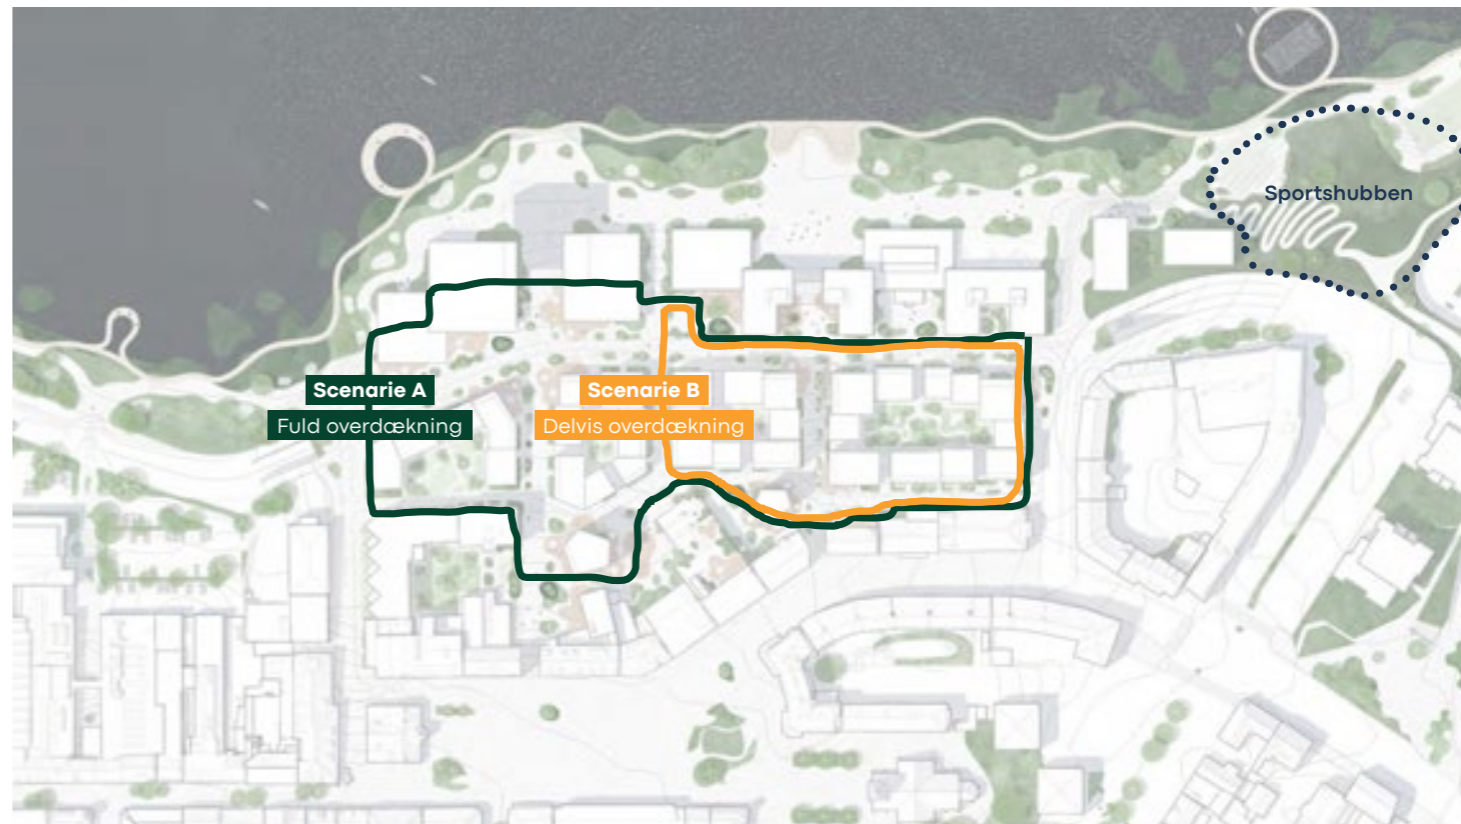 Sportshubben
Scenarie A
Fuld overdækning
Scenarie B
Delvis overdækning